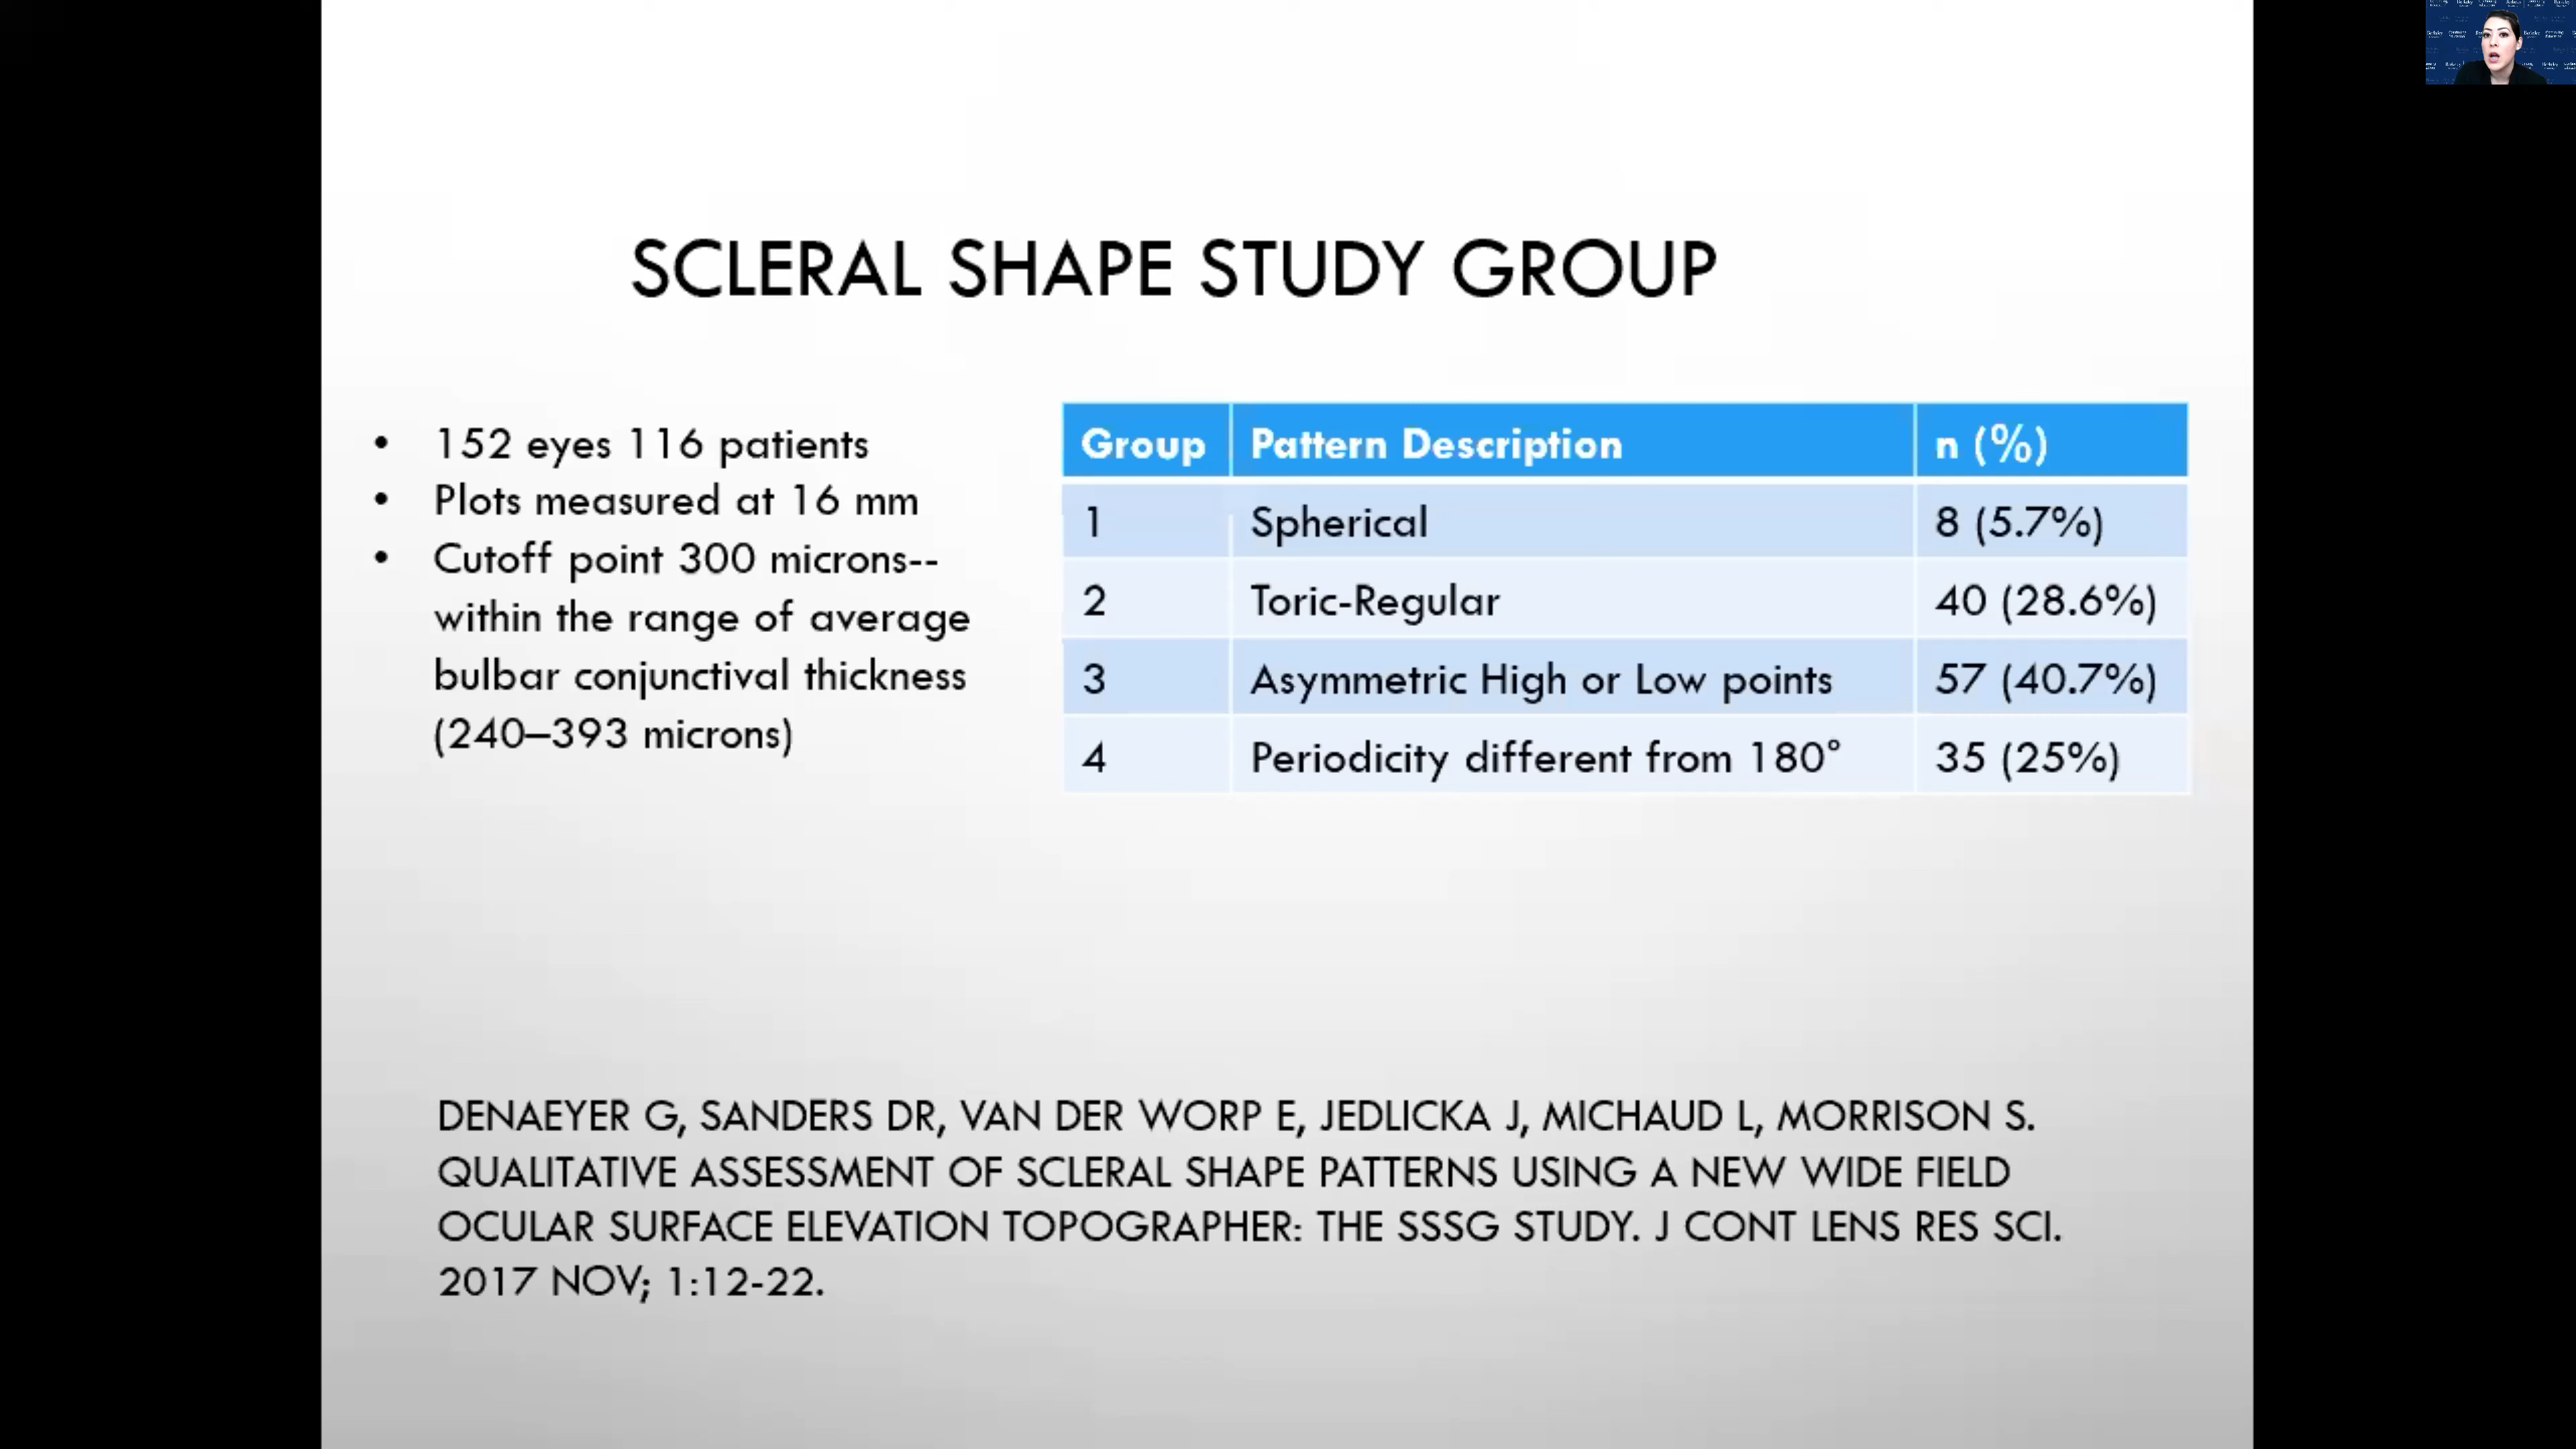 SCLERAL SHAPE STUDY GROUP
• 152 eyes 116 patients
• Plots measured at 16 mm
• Cutoff point 300 microns--
within the range of average
bulbar conjunctival thickness
(240–393 microns)
Group Pattern Description n (%)
1 Spherical 8 (5.7%)
2 Toric-Regular 40 (28.6%)
3 Asymmetric High or Low points 57 (40.7%)
4 Periodicity different from 180° 35 (25%)
DENAEYER G, SANDERS DR, VAN DER WORP E, JEDLICKA J, MICHAUD L, MORRISON S.
QUALITATIVE ASSESSMENT OF SCLERAL SHAPE PATTERNS USING A NEW WIDE FIELD
OCULAR SURFACE ELEVATION TOPOGRAPHER: THE SSSG STUDY. J CONT LENS RES SCI.
2017 NOV; 1:12-22.